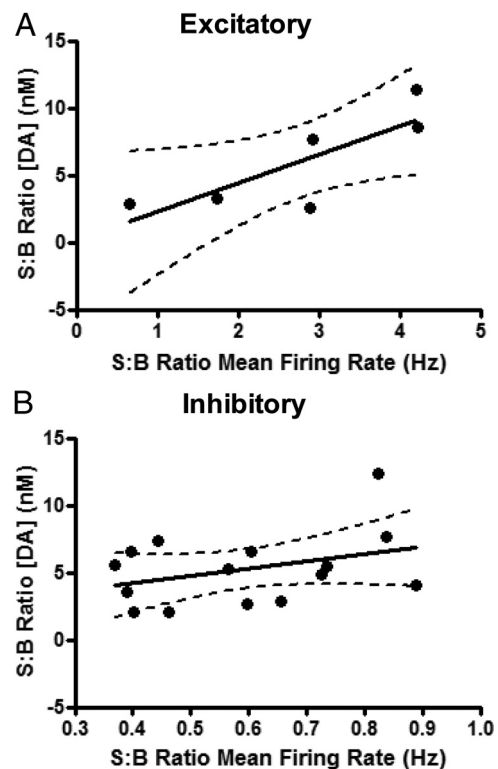 A
Excitatory
S:B Ratio [DA] (nM)
15
10
5
0
-5
0 1 2 3 4 5
S:B Ratio Mean Firing Rate (Hz)
B
Inhibitory
S:B Ratio [DA] (nM)
15
10
5
0
-5
0.3 0.4 0.5 0.6 0.7 0.8 0.9 1.0
S:B Ratio Mean Firing Rate (Hz)